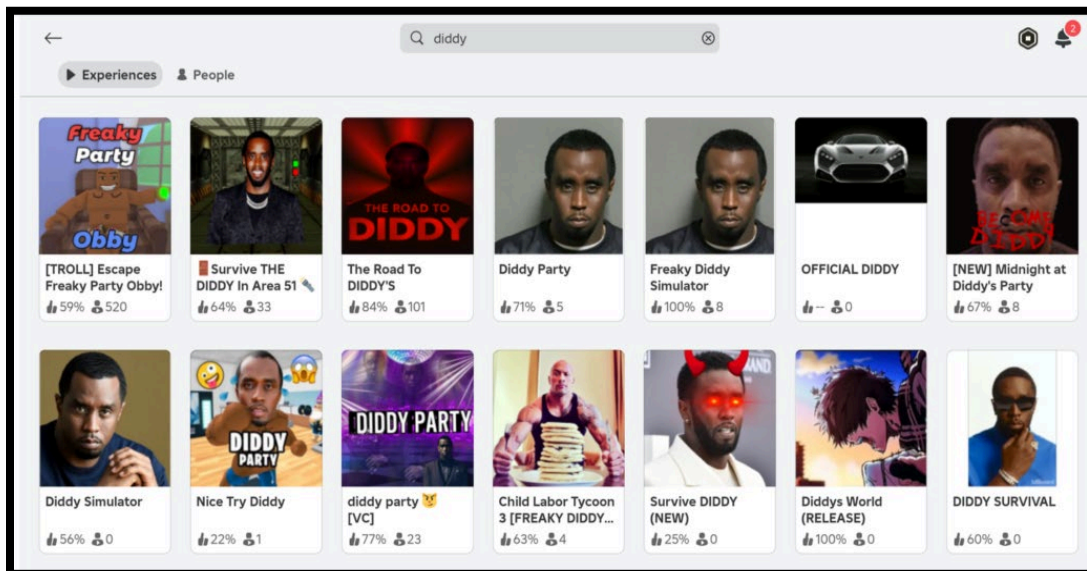 diddy
2
Experiences
People
Freaky
Party
Obby
THE ROAD TO
DIDDY
BECOME
DIDDY
[TROLL] Escape
Freaky Party Obby!
59% 520
Survive THE
DIDDY In Area 51
64% 33
The Road To
DIDDY'S
84% 101
Diddy Party
71% 5
Freaky Diddy
Simulator
100% 8
OFFICIAL DIDDY
-- 0
[NEW] Midnight at
Diddy's Party
67% 8
DIDDY
PARTY
DIDDY PARTY
Diddy Simulator
56% 0
Nice Try Diddy
22% 1
diddy party 😼
[VC]
77% 23
Child Labor Tycoon
3 [FREAKY DIDDY...
63% 4
Survive DIDDY
(NEW)
25% 0
Diddys World
(RELEASE)
100% 0
DIDDY SURVIVAL
60% 0